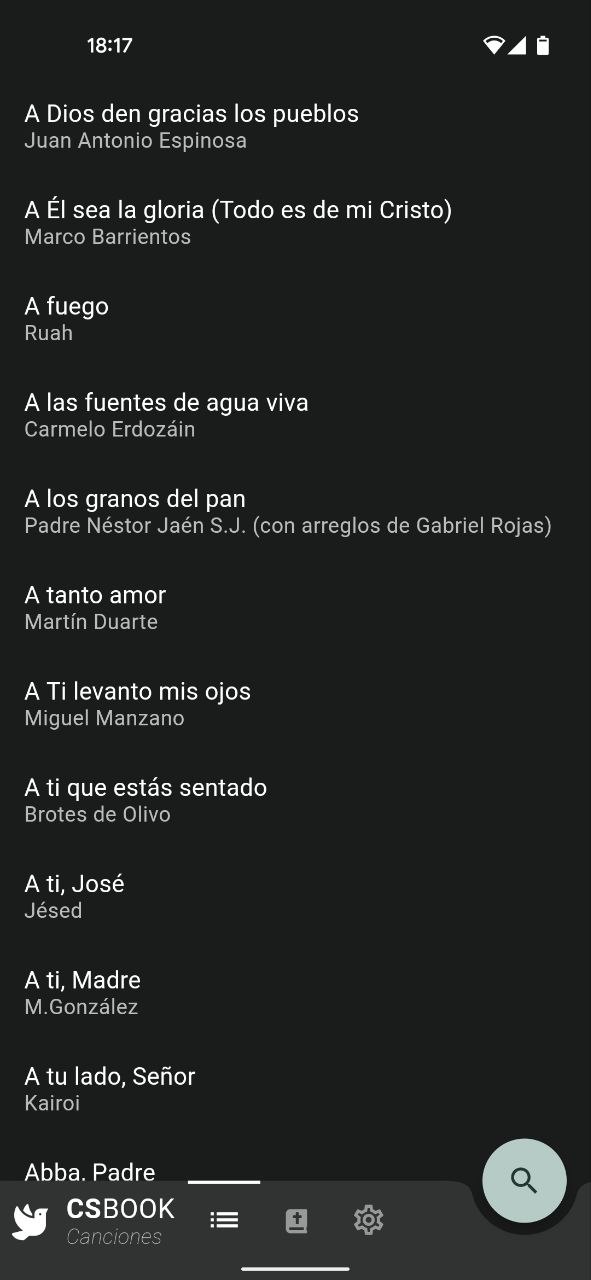 18:17
A Dios den gracias los pueblos
Juan Antonio Espinosa
A Él sea la gloria (Todo es de mi Cristo)
Marco Barrientos
A fuego
Ruah
A las fuentes de agua viva
Carmelo Erdozáin
A los granos del pan
Padre Néstor Jaén S.J. (con arreglos de Gabriel Rojas)
A tanto amor
Martín Duarte
A Ti levanto mis ojos
Miguel Manzano
A ti que estás sentado
Brotes de Olivo
A ti, José
Jésed
A ti, Madre
M.González
A tu lado, Señor
Kairoi
Abba, Padre
CSBOOK
Canciones